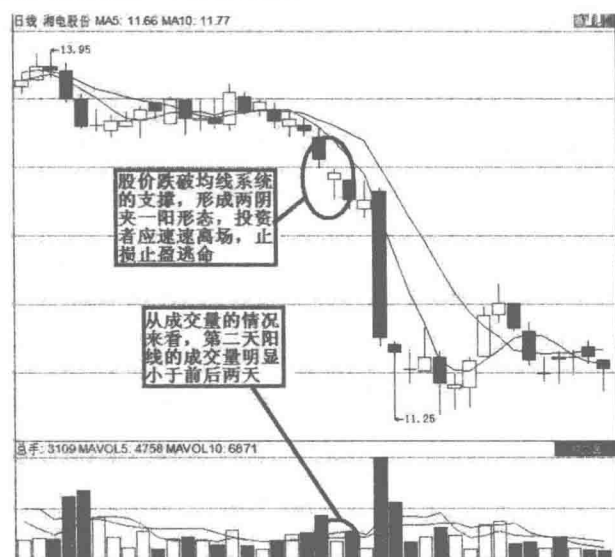 日线 湘电股份 MA5: 11.66 MA10: 11.77
13.95
股价跌破均线系统
的支撑，形成两阴
夹一阳形态，投资
者应速速离场，止
损止盈逃命
从成交量的情况
来看，第二天阳
线的成交量明显
小于前后两天
11.25
总手: 3109 MAVOL5: 4758 MAVOL10: 6871